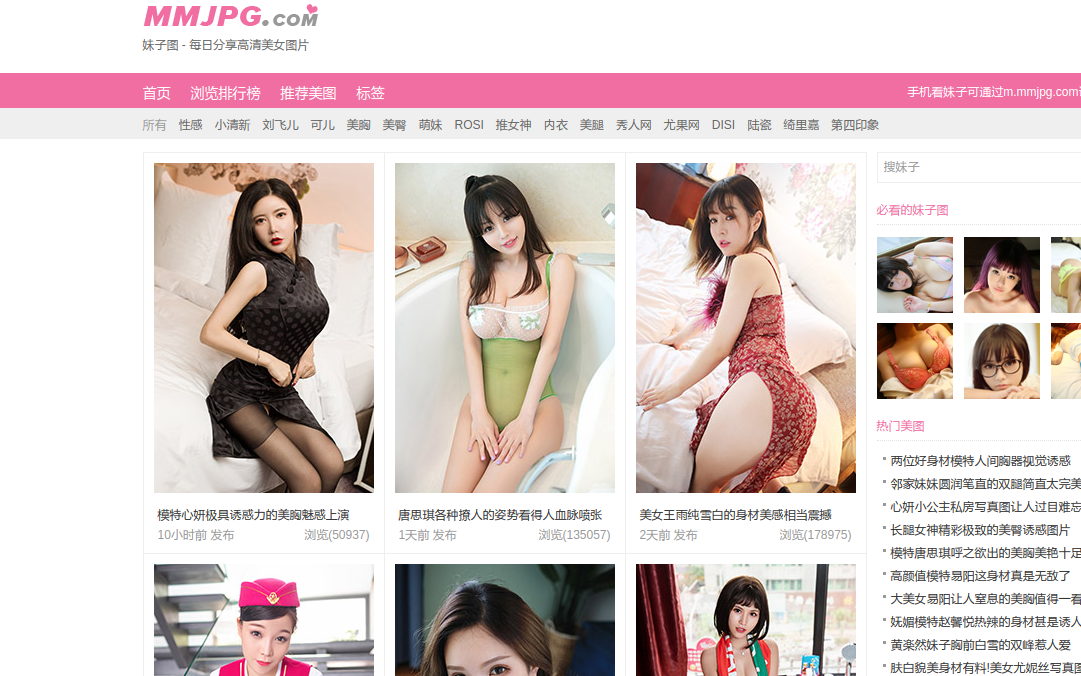 MMJPG.COM
妹子图 - 每日分享高清美女图片
首页 浏览排行榜 推荐美图 标签
手机看妹子可通过m.mmjpg.com
所有 性感 小清新 刘飞儿 可儿 美胸 美臀 萌妹 ROSI 推女神 内衣 美腿 秀人网 尤果网 DISI 陆瓷 绮里嘉 第四印象
搜妹子
必看的妹子图
模特心妍极具诱惑力的美胸魅感上演
10小时前 发布 浏览(50937)
唐思琪各种撩人的姿势看得人血脉喷张
1天前 发布 浏览(135057)
美女王雨纯雪白的身材美感相当震撼
2天前 发布 浏览(178975)
热门美图
两位好身材模特人间胸器视觉诱惑
邻家妹妹圆润笔直的双腿简直太完美
心妍小公主私房写真图让人过目难忘
长腿女神精彩极致的美臀诱惑图片
模特唐思琪呼之欲出的美胸美艳十足
高颜值模特易阳这身材真是无敌了
大美女易阳让人窒息的美胸值得一看
妩媚模特赵馨悦热辣的身材甚是诱人
黄楽然妹子胸前白雪的双峰惹人爱
肤白貌美身材有料!美女尤妮丝写真图